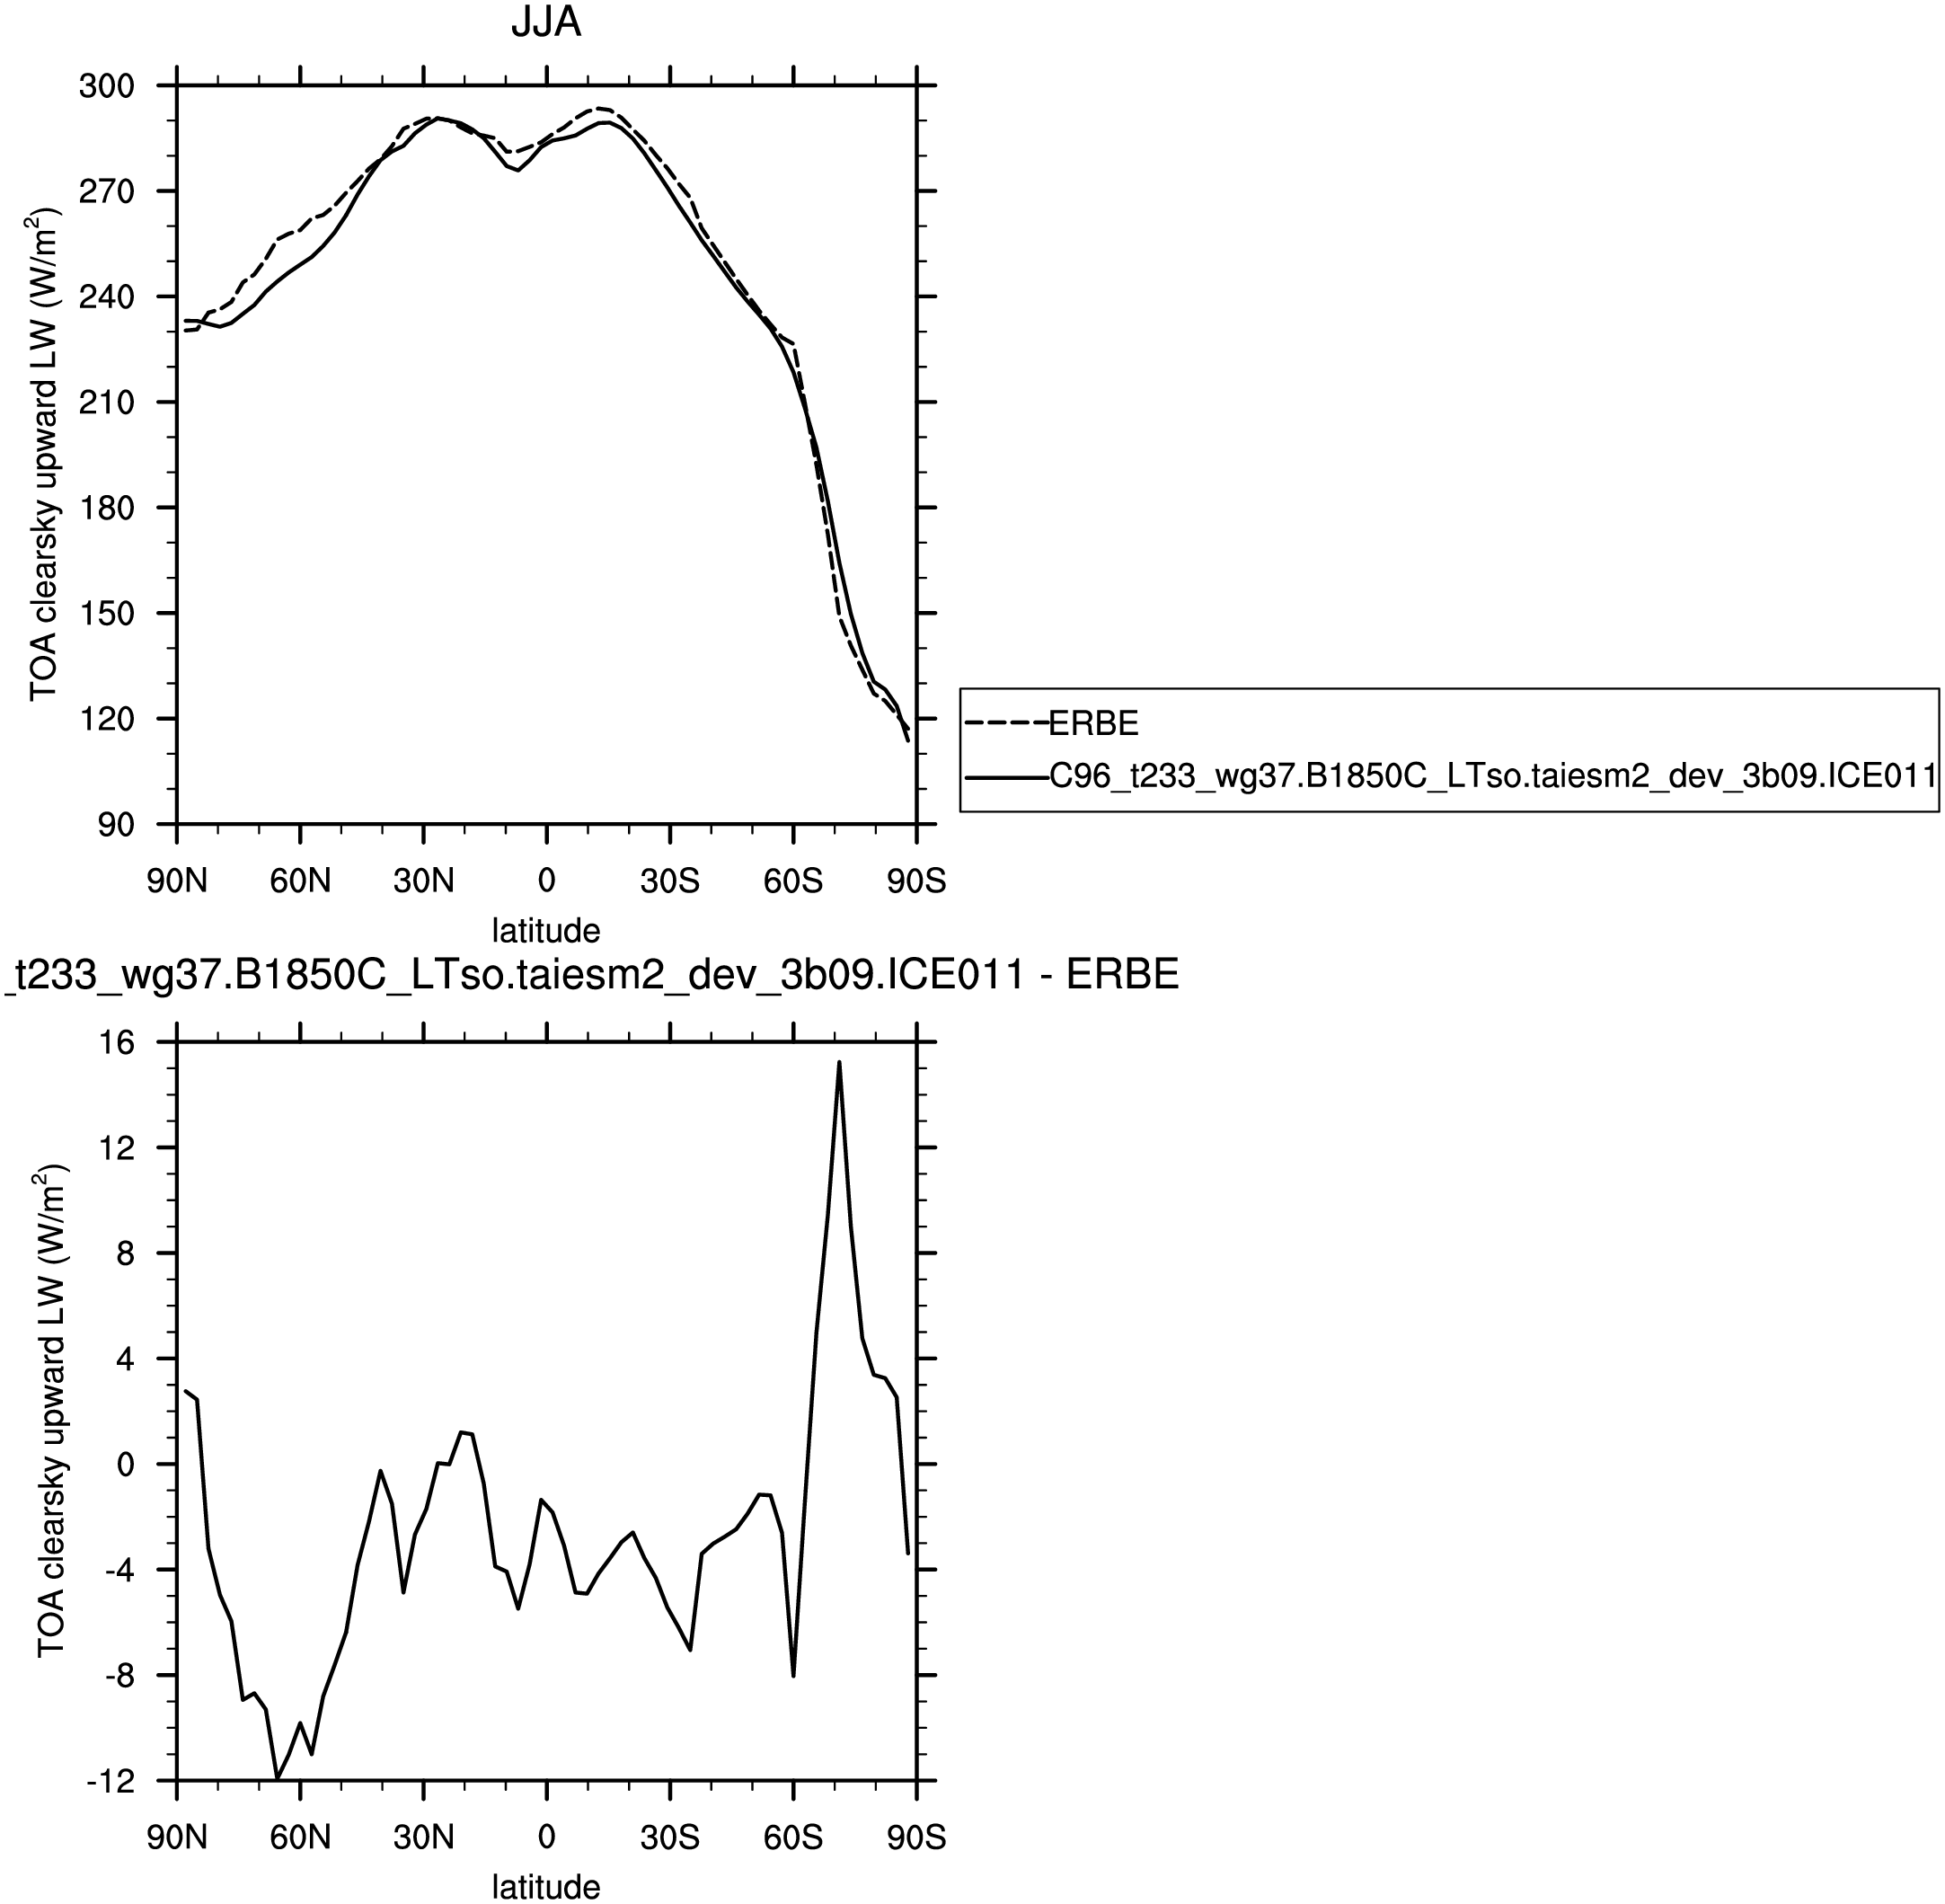 JJA
TOA clearsky upward LW (W/m²)
300
270
240
210
180
150
120
90
90N 60N 30N 0 30S 60S 90S
latitude
ERBE
C96_t233_wg37.B1850C_LTso.taiesm2_dev_3b09.ICE011
_t233_wg37.B1850C_LTso.taiesm2_dev_3b09.ICE011 - ERBE
TOA clearsky upward LW (W/m²)
16
12
8
4
0
-4
-8
-12
90N 60N 30N 0 30S 60S 90S
latitude